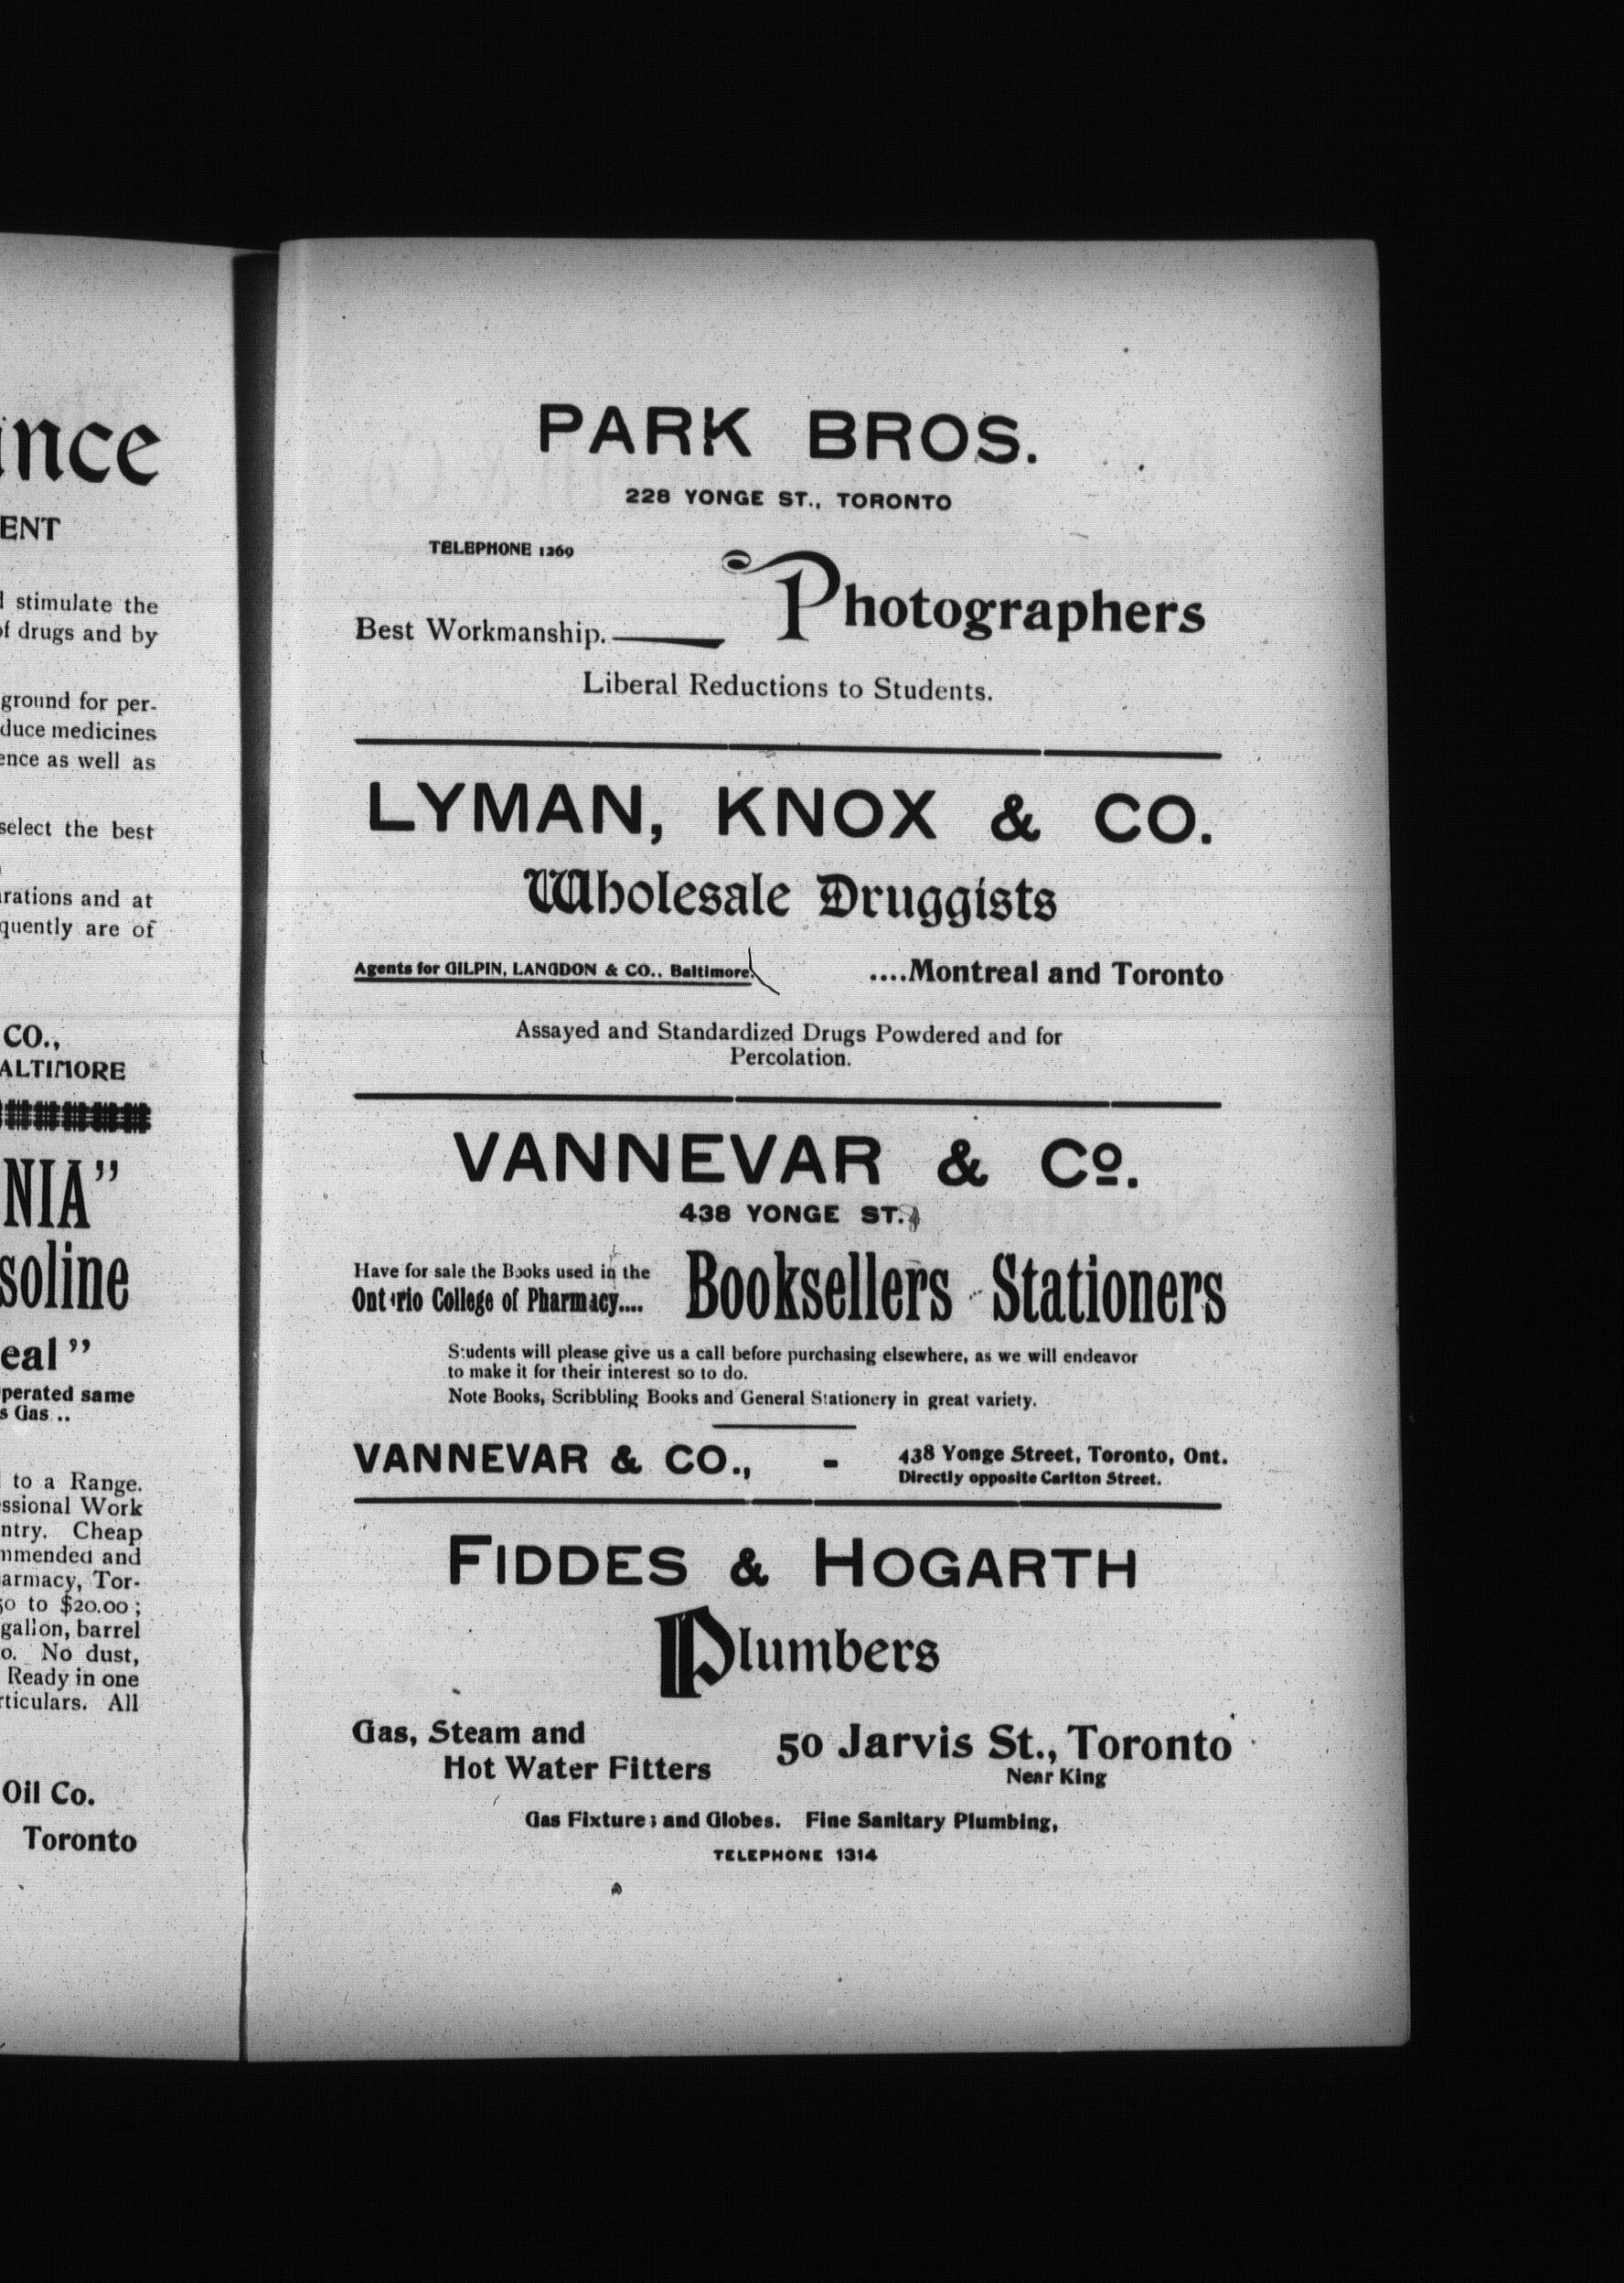 ince
ENT
stimulate the
of drugs and by
ground for per-
duce medicines
ence as well as
select the best
rations and at
quently are of
CO.,
ALTIMORE
NIA”
soline
eal”
perated same
s Gas ..
to a Range.
ssional Work
ntry. Cheap
mmended and
armacy, Tor-
50 to $20.00;
gallon, barrel
o. No dust,
Ready in one
rticulars. All
Oil Co.
Toronto
PARK BROS.
228 YONGE ST., TORONTO
TELEPHONE 1269
Photographers
Best Workmanship.
Liberal Reductions to Students.
LYMAN, KNOX & CO.
Wholesale Druggists
Agents for GILPIN, LANGDON & CO., Baltimore.
....Montreal and Toronto
Assayed and Standardized Drugs Powdered and for
Percolation.
VANNEVAR & Co.
438 YONGE ST.
Have for sale the Books used in the
Ontario College of Pharmacy....
Booksellers Stationers
Students will please give us a call before purchasing elsewhere, as we will endeavor
to make it for their interest so to do.
Note Books, Scribbling Books and General Stationery in great variety.
VANNEVAR & CO., - 438 Yonge Street, Toronto, Ont.
Directly opposite Carlton Street.
FIDDES & HOGARTH
Plumbers
Gas, Steam and
Hot Water Fitters
50 Jarvis St., Toronto
Near King
Gas Fixtures and Globes. Fine Sanitary Plumbing,
TELEPHONE 1314